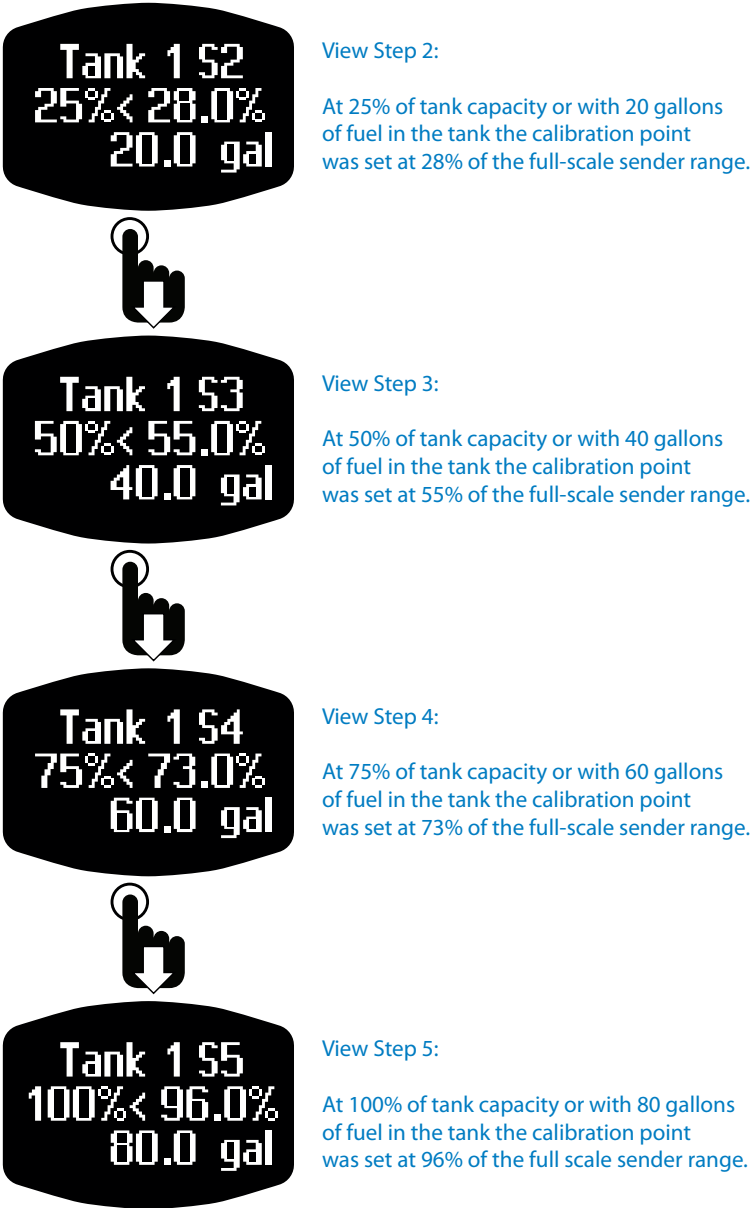 Tank 1 S2
25%< 28.0%
20.0 gal
View Step 2:
At 25% of tank capacity or with 20 gallons
of fuel in the tank the calibration point
was set at 28% of the full-scale sender range.
Tank 1 S3
50%< 55.0%
40.0 gal
View Step 3:
At 50% of tank capacity or with 40 gallons
of fuel in the tank the calibration point
was set at 55% of the full-scale sender range.
Tank 1 S4
75%< 73.0%
60.0 gal
View Step 4:
At 75% of tank capacity or with 60 gallons
of fuel in the tank the calibration point
was set at 73% of the full-scale sender range.
Tank 1 S5
100%< 96.0%
80.0 gal
View Step 5:
At 100% of tank capacity or with 80 gallons
of fuel in the tank the calibration point
was set at 96% of the full scale sender range.